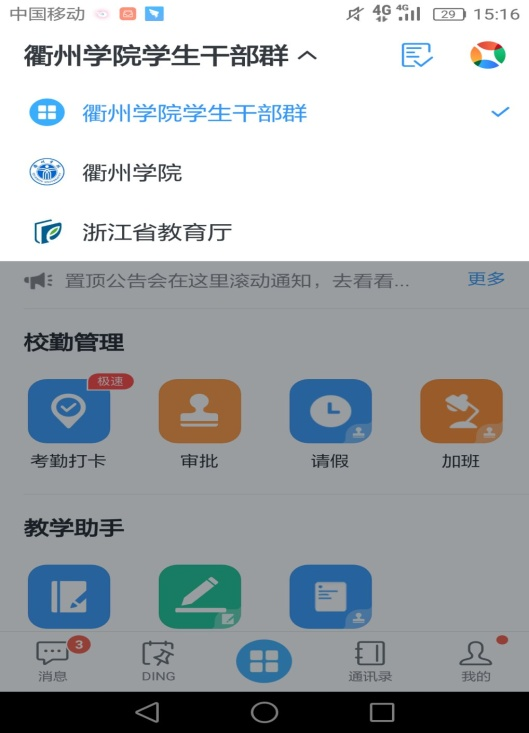 中国移动 4G 4G 29 15:16
衢州学院学生干部群
衢州学院学生干部群
衢州学院
浙江省教育厅
置顶公告会在这里滚动通知，去看看... 更多
校勤管理
极速
考勤打卡 审批 请假 加班
教学助手
3
消息 DING 通讯录 我的